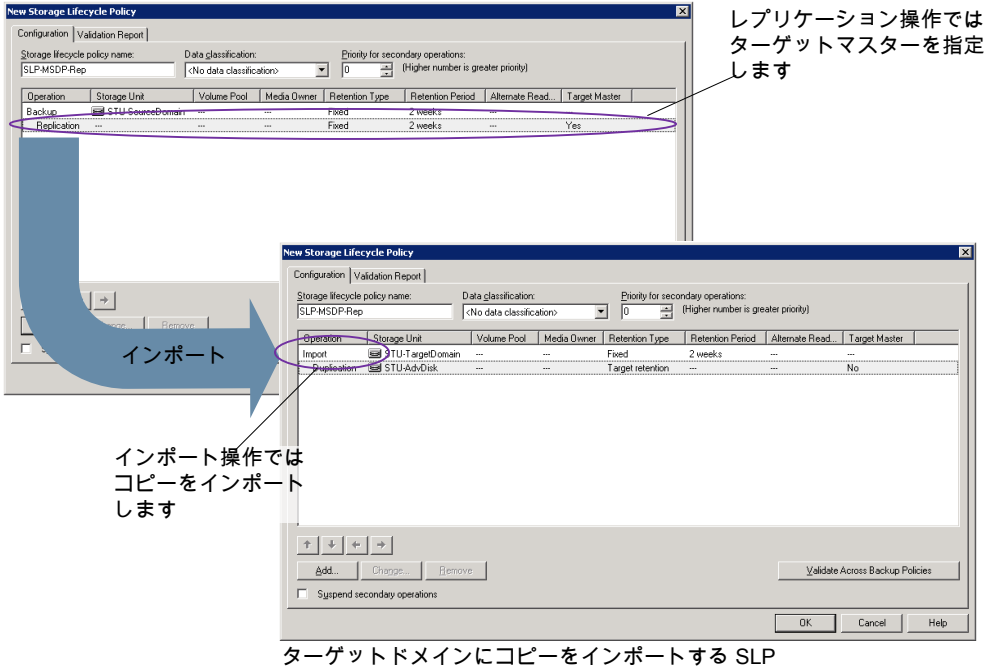 New Storage Lifecycle Policy
レプリケーション操作では
ターゲットマスターを指定
します
Configuration Validation Report
Storage lifecycle policy name: Data classification: Priority for secondary operations:
SLP-MSDP-Rep <No data classification> 0 (Higher number is greater priority)
Operation Storage Unit Volume Pool Media Owner Retention Type Retention Period Alternate Read... Target Master
Backup STU-SourceDomain --- --- Fixed 2 weeks ---
Replication --- --- --- Fixed 2 weeks --- Yes
Remove
インポート
New Storage Lifecycle Policy
Configuration Validation Report
Storage lifecycle policy name: Data classification: Priority for secondary operations:
SLP-MSDP-Rep <No data classification> 0 (Higher number is greater priority)
Operation Storage Unit Volume Pool Media Owner Retention Type Retention Period Alternate Read... Target Master
Import STU-TargetDomain --- --- Fixed 2 weeks --- ---
Duplication STU-AdvDisk --- --- Target retention --- --- No
インポート操作では
コピーをインポート
します
Add... Change... Remove Validate Across Backup Policies
Suspend secondary operations
OK Cancel Help
ターゲットドメインにコピーをインポートする SLP